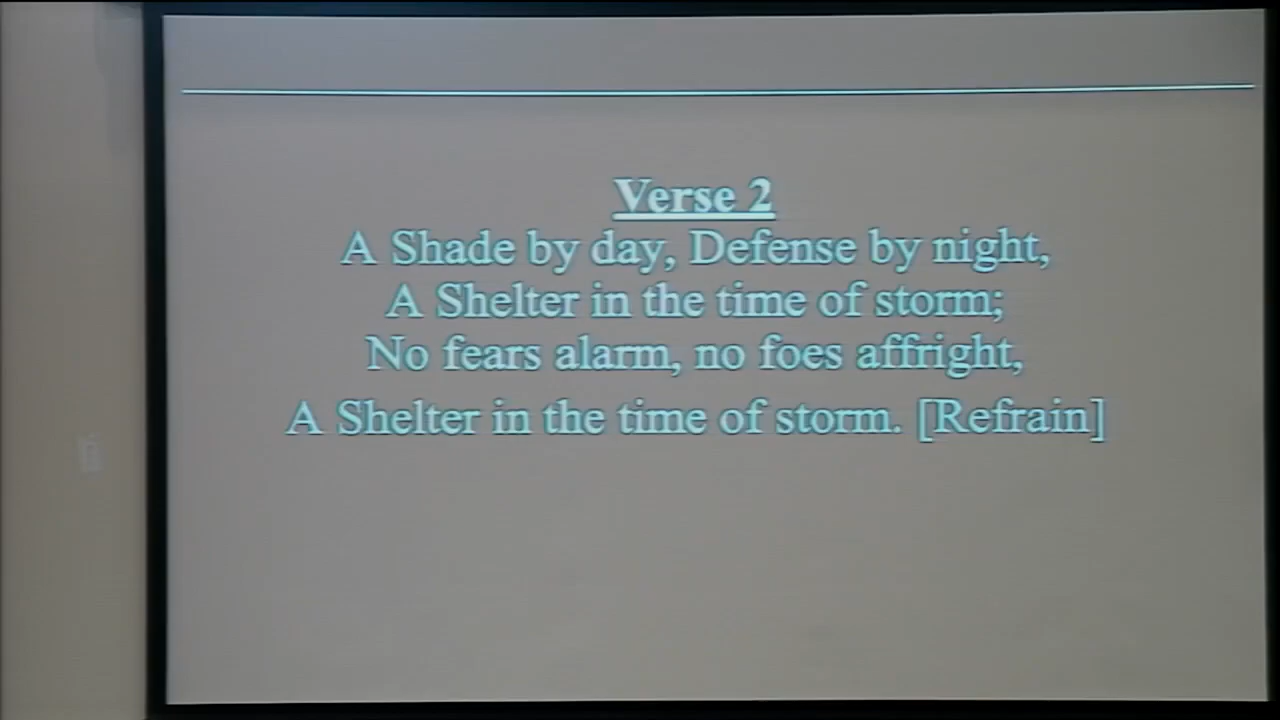 Verse 2
A Shade by day, Defense by night,
A Shelter in the time of storm;
No fears alarm, no foes affright,
A Shelter in the time of storm. [Refrain]